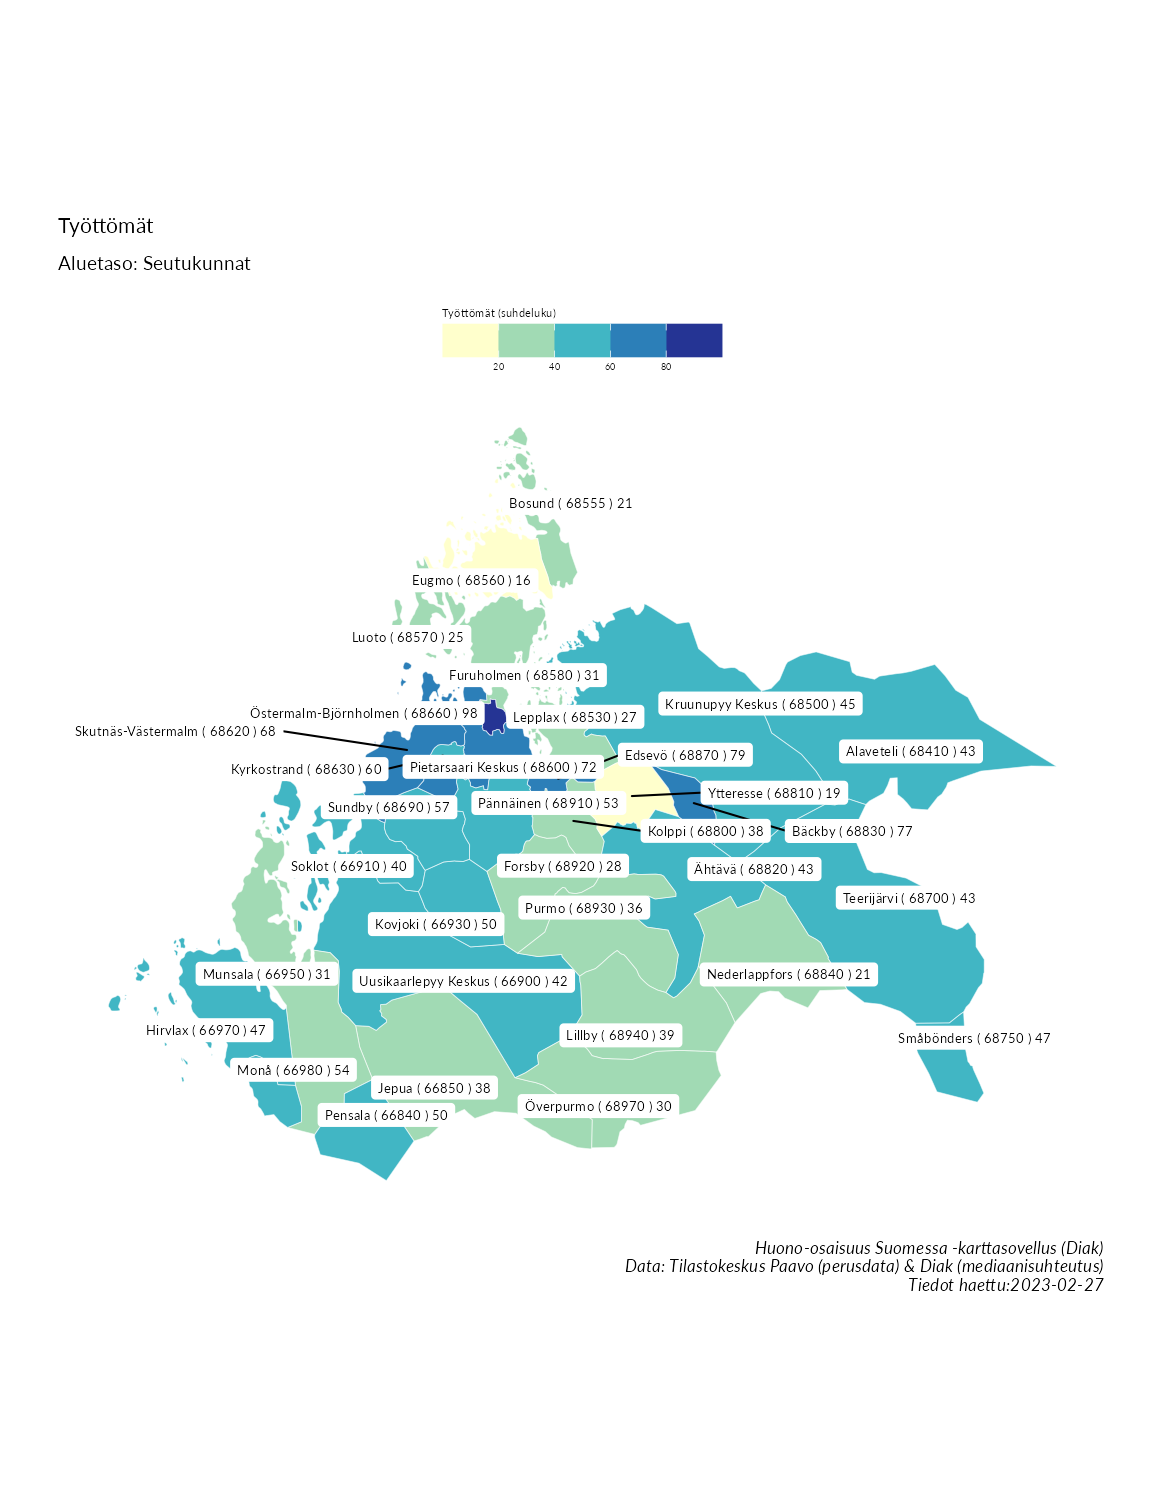 Työttömät
Aluetaso: Seutukunnat
Työttömät (suhdeluku)
20 40 60 80
Bosund ( 68555 ) 21
Eugmo ( 68560 ) 16
Luoto ( 68570 ) 25
Furuholmen ( 68580 ) 31
Kruunupyy Keskus ( 68500 ) 45
Östermalm-Björnholmen ( 68660 ) 98
Lepplax ( 68530 ) 27
Skutnäs-Västermalm ( 68620 ) 68
Alaveteli ( 68410 ) 43
Edsevö ( 68870 ) 79
Kyrkostrand ( 68630 ) 60
Pietarsaari Keskus ( 68600 ) 72
Ytteresse ( 68810 ) 19
Sundby ( 68690 ) 57
Pännäinen ( 68910 ) 53
Kolppi ( 68800 ) 38
Bäckby ( 68830 ) 77
Soklot ( 66910 ) 40
Forsby ( 68920 ) 28
Ähtävä ( 68820 ) 43
Teerijärvi ( 68700 ) 43
Purmo ( 68930 ) 36
Kovjoki ( 66930 ) 50
Munsala ( 66950 ) 31
Uusikaarlepyy Keskus ( 66900 ) 42
Nederlappfors ( 68840 ) 21
Hirvlax ( 66970 ) 47
Lillby ( 68940 ) 39
Småbönders ( 68750 ) 47
Monå ( 66980 ) 54
Jepua ( 66850 ) 38
Pensala ( 66840 ) 50
Överpurmo ( 68970 ) 30
Huono-osaisuus Suomessa -karttasovellus (Diak)
Data: Tilastokeskus Paavo (perusdata) & Diak (mediaanisuhteutus)
Tiedot haettu:2023-02-27